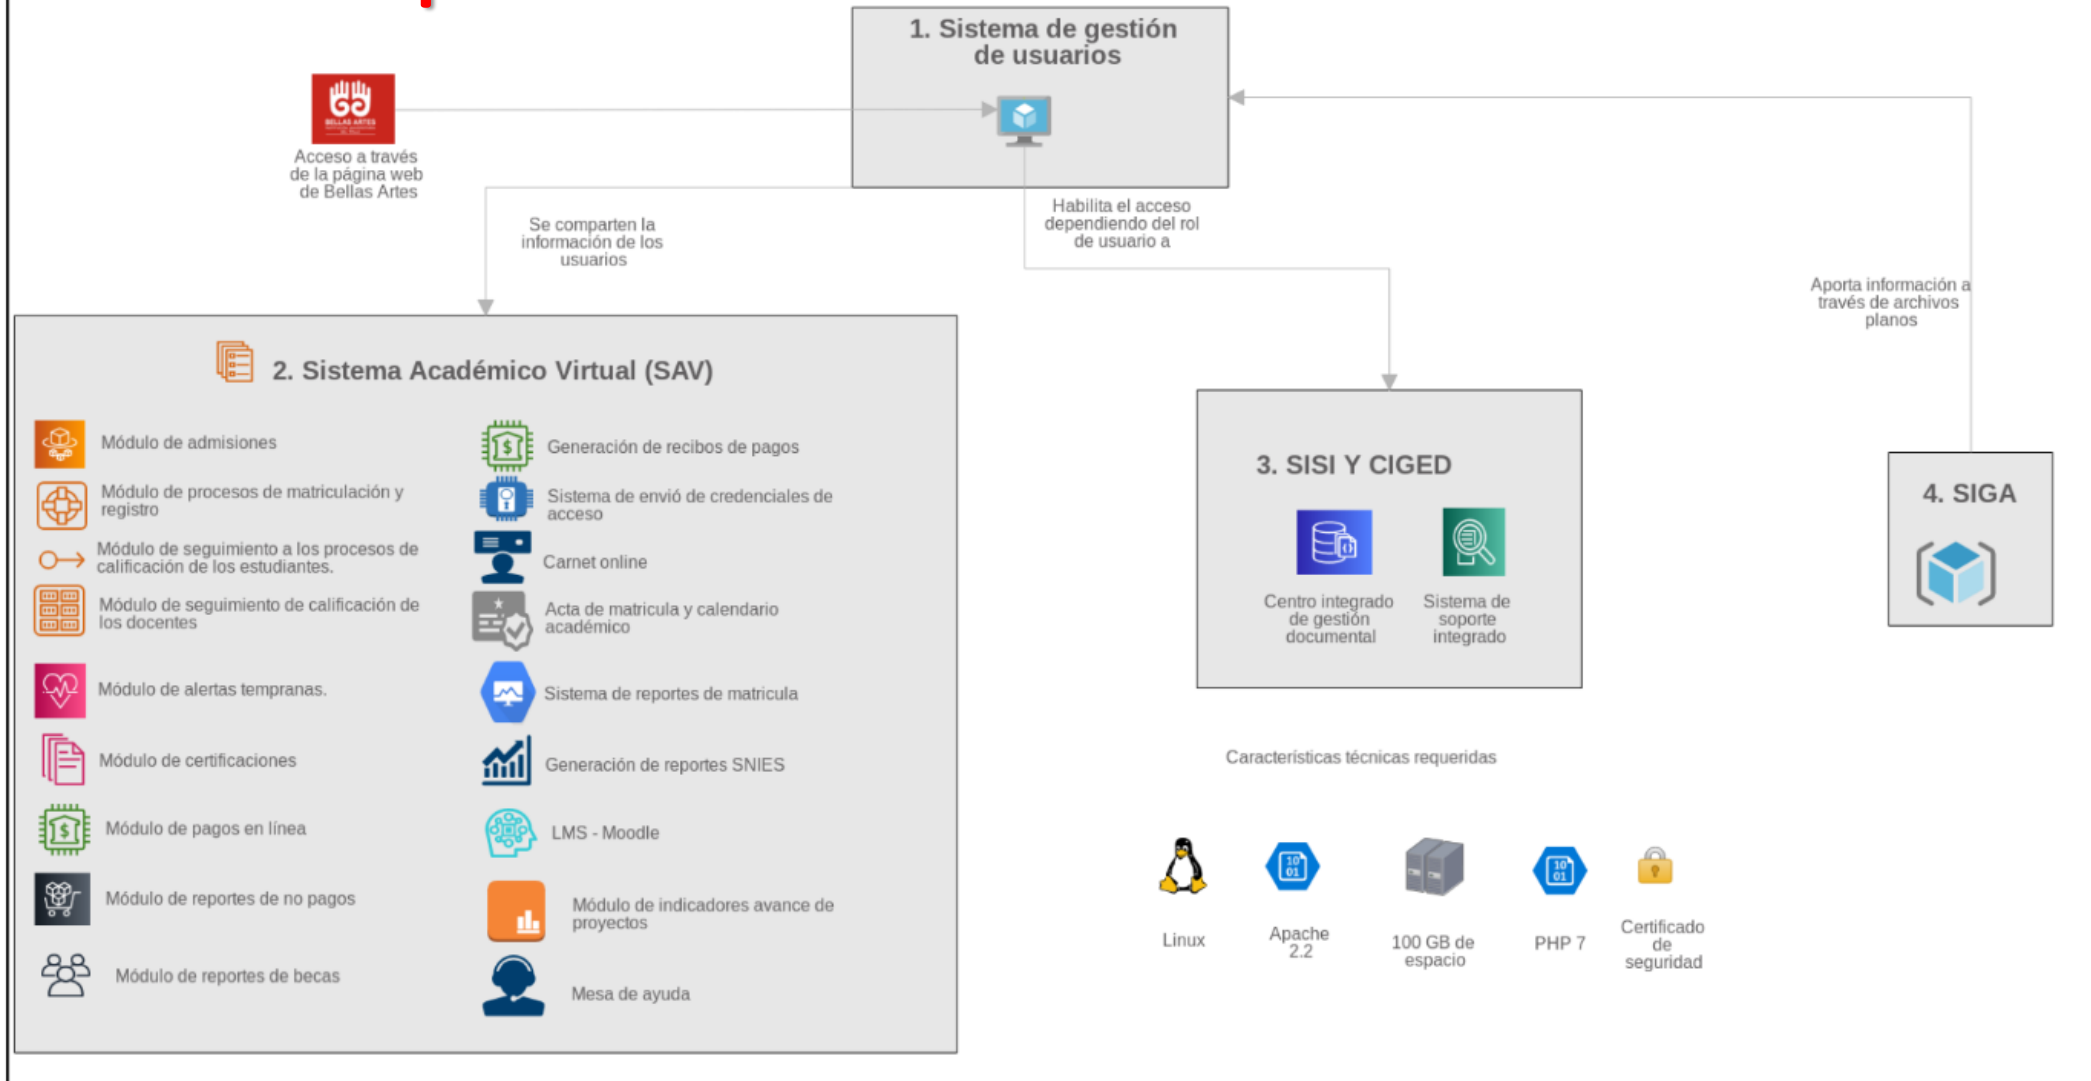 1. Sistema de gestión
de usuarios
BELLAS ARTES
Acceso a través
de la página web
de Bellas Artes
Se comparten la
información de los
usuarios
Habilita el acceso
dependiendo del rol
de usuario a
Aporta información a
través de archivos
planos
2. Sistema Académico Virtual (SAV)
Módulo de admisiones
Módulo de procesos de matriculación y
registro
Módulo de seguimiento a los procesos de
calificación de los estudiantes.
Módulo de seguimiento de calificación de
los docentes
Módulo de alertas tempranas.
Módulo de certificaciones
Módulo de pagos en línea
Módulo de reportes de no pagos
Módulo de reportes de becas
Generación de recibos de pagos
Sistema de envió de credenciales de
acceso
Carnet online
Acta de matricula y calendario
académico
Sistema de reportes de matricula
Generación de reportes SNIES
LMS - Moodle
Módulo de indicadores avance de
proyectos
Mesa de ayuda
3. SISI Y CIGED
Centro integrado
de gestión
documental
Sistema de
soporte
integrado
4. SIGA
Características técnicas requeridas
10
01
10
01
Linux
Apache
2.2
100 GB de
espacio
PHP 7
Certificado
de
seguridad